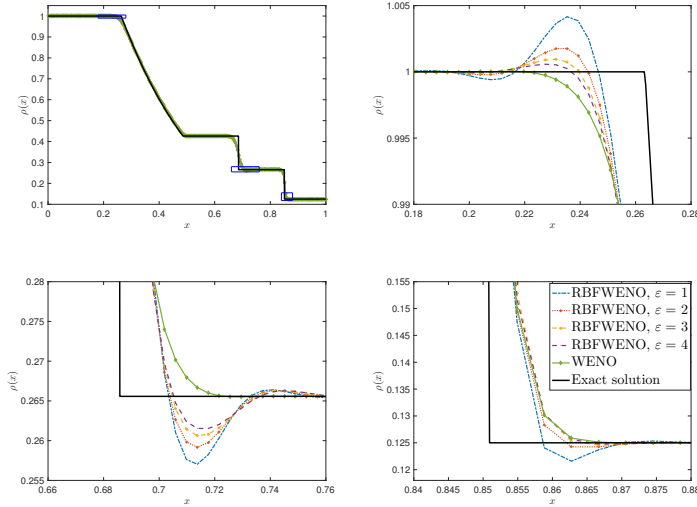 1
0.9
0.8
0.7
0.6
0.5
0.4
0.3
0.2
0.1
ρ(x)
0 0.2 0.4 0.6 0.8 1
x
1.005
1
0.995
0.99
ρ(x)
0.18 0.2 0.22 0.24 0.26 0.28
x
0.28
0.275
0.27
0.265
0.26
0.255
ρ(x)
0.66 0.68 0.7 0.72 0.74 0.76
x
0.155
0.15
0.145
0.14
0.135
0.13
0.125
0.12
ρ(x)
0.84 0.845 0.85 0.855 0.86 0.865 0.87 0.875 0.88
x
RBFWENO, ε = 1
RBFWENO, ε = 2
RBFWENO, ε = 3
RBFWENO, ε = 4
WENO
Exact solution